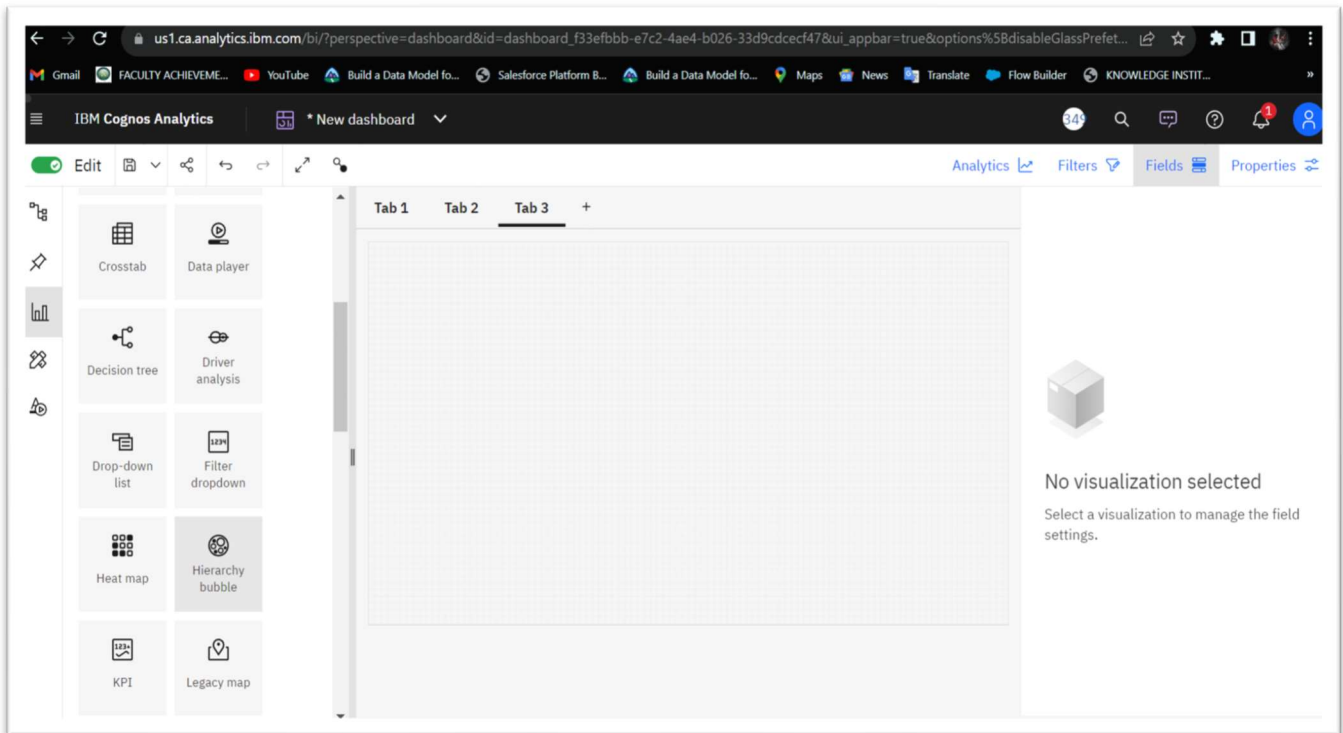 us1.ca.analytics.ibm.com/bi/?perspective=dashboard&id=dashboard_f33efbbb-e7c2-4ae4-b026-33d9cdcecf47&ui_appbar=true&options%5BdisableGlassPrefet...
Gmail FACULTY ACHIEVEME... YouTube Build a Data Model fo... Salesforce Platform B... Build a Data Model fo... Maps News Translate Flow Builder KNOWLEDGE INSTIT... »
IBM Cognos Analytics * New dashboard 349 1
Edit Analytics Filters Fields Properties
Tab 1 Tab 2 Tab 3 +
Crosstab Data player
Decision tree Driver
analysis
Drop-down
list
1234
Filter
dropdown
Heat map Hierarchy
bubble
KPI Legacy map
No visualization selected
Select a visualization to manage the field
settings.